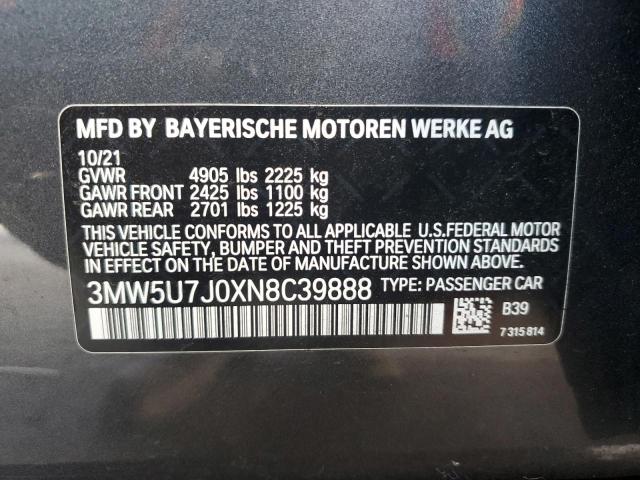 MFD BY BAYERISCHE MOTOREN WERKE AG
10/21
GVWR 4905 lbs 2225 kg
GAWR FRONT 2425 lbs 1100 kg
GAWR REAR 2701 lbs 1225 kg
THIS VEHICLE CONFORMS TO ALL APPLICABLE U.S.FEDERAL MOTOR
VEHICLE SAFETY, BUMPER AND THEFT PREVENTION STANDARDS
IN EFFECT ON THE DATE OF MANUFACTURE SHOWN ABOVE.
3MW5U7J0XN8C39888 TYPE: PASSENGER CAR
B39
7 315 814